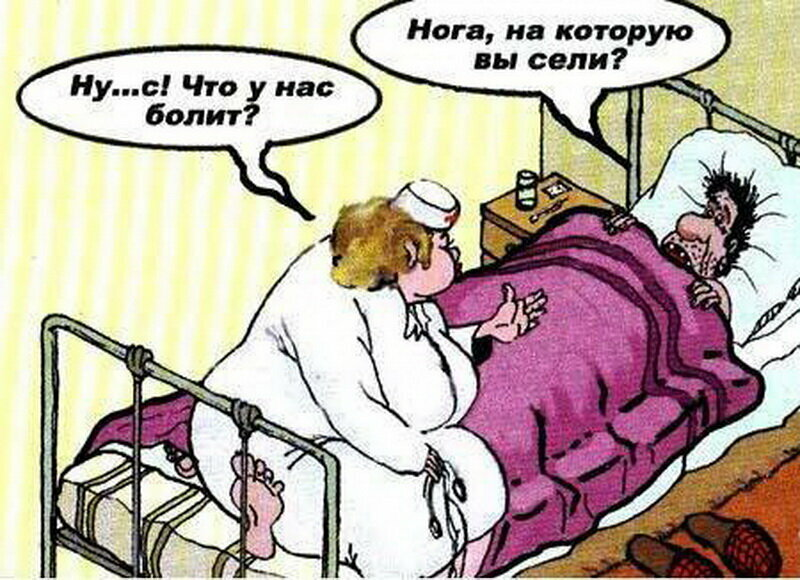 Ну...с! Что у нас
болит?
Нога, на которую
вы сели?